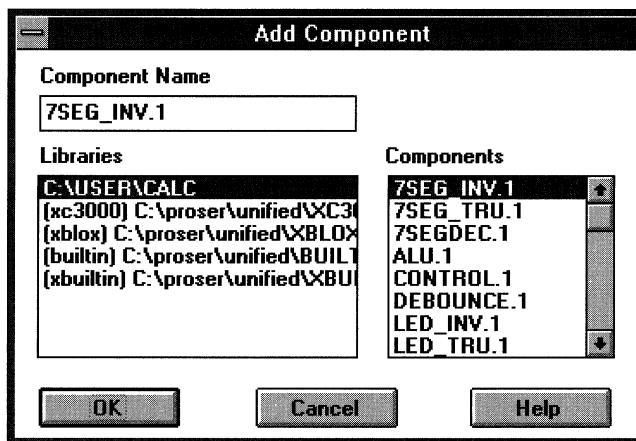 Add Component
Component Name
7SEG_INV.1
Libraries
C:\USER\CALC
(xc3000) C:\proser\unified\XC30
(xblox) C:\proser\unified\XBLOX
(builtin) C:\proser\unified\BUILT
(xbuiltin) C:\proser\unified\XBUI
Components
7SEG_INV.1
7SEG_TRU.1
7SEGDEC.1
ALU.1
CONTROL.1
DEBOUNCE.1
LED_INV.1
LED_TRU.1
OK
Cancel
Help